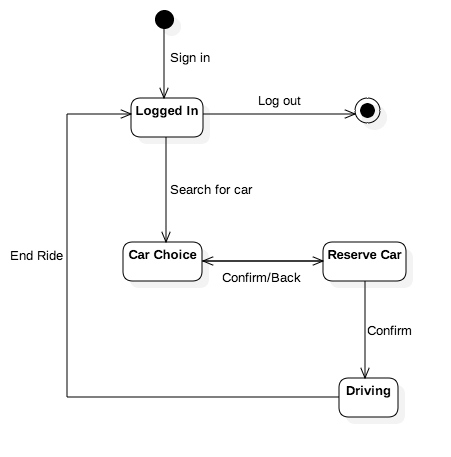 Sign in
Logged In
Log out
Search for car
End Ride
Car Choice
Reserve Car
Confirm/Back
Confirm
Driving